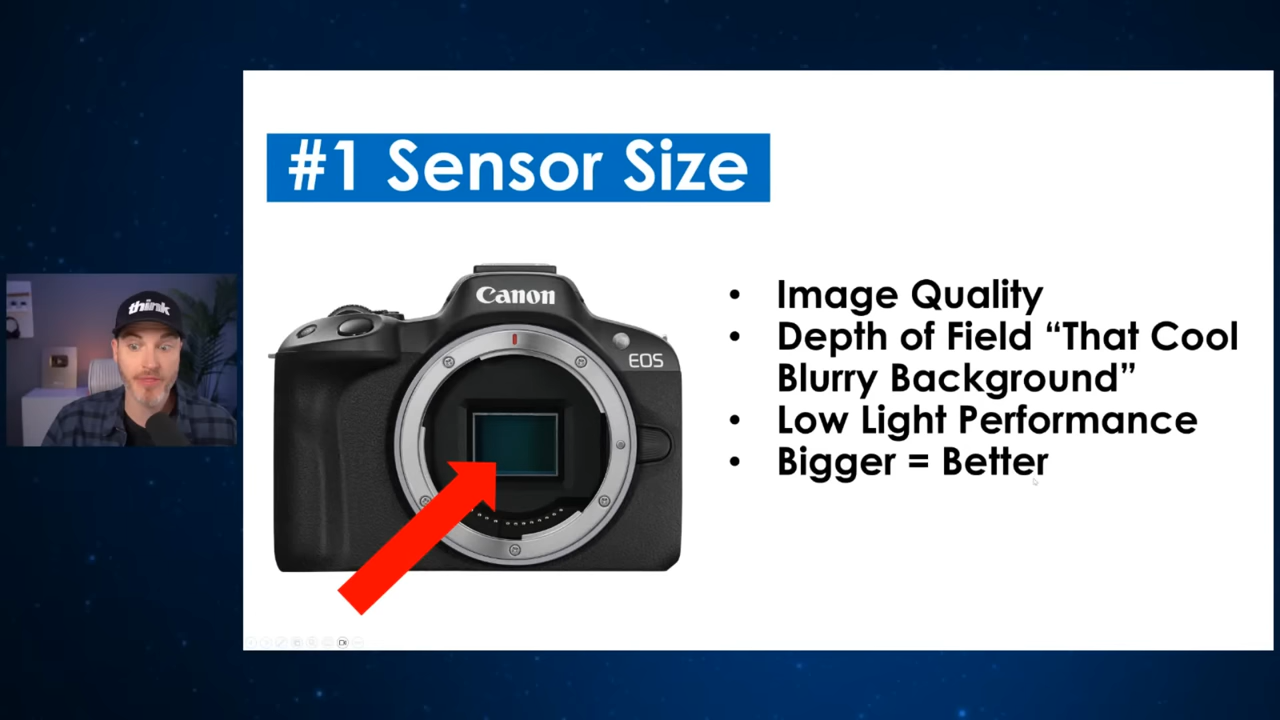 #1 Sensor Size
think
Canon
EOS
• Image Quality
• Depth of Field “That Cool
Blurry Background”
• Low Light Performance
• Bigger = Better